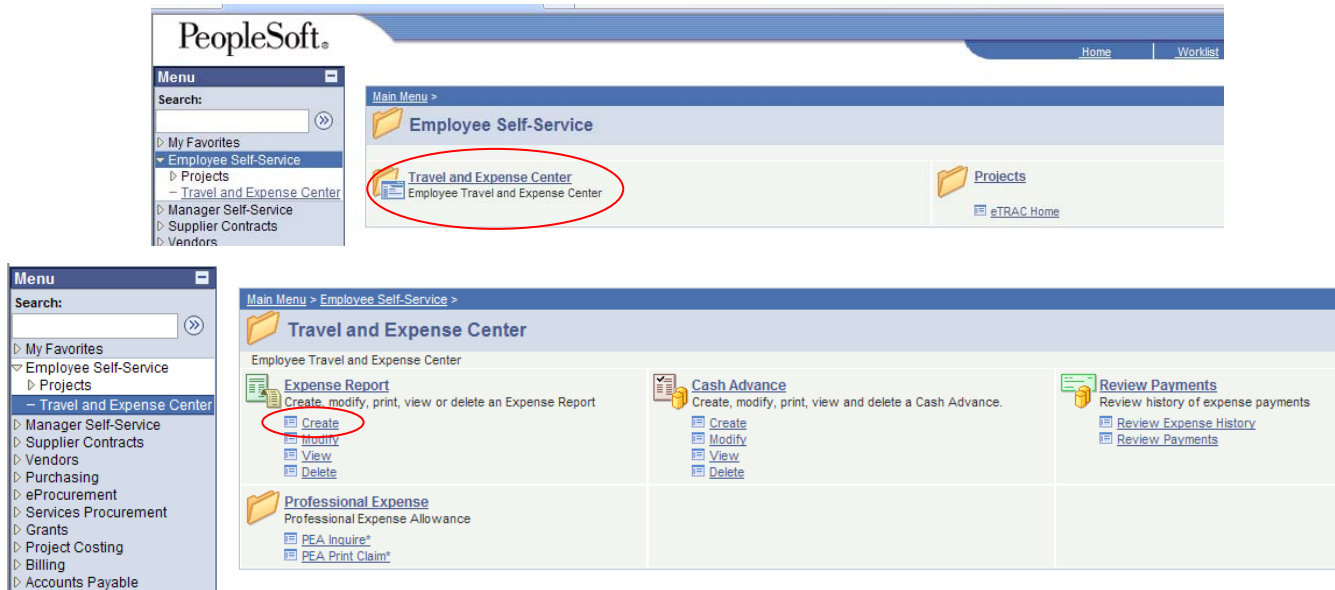 PeopleSoft®
Home Worklist
Menu
Search:
My Favorites
Employee Self-Service
Projects
Travel and Expense Center
Manager Self-Service
Supplier Contracts
Vendors
Main Menu >
Employee Self-Service
Travel and Expense Center
Employee Travel and Expense Center
Projects
eTRAC Home
Menu
Search:
My Favorites
Employee Self-Service
Projects
Travel and Expense Center
Manager Self-Service
Supplier Contracts
Vendors
Purchasing
eProcurement
Services Procurement
Grants
Project Costing
Billing
Accounts Payable
Main Menu > Employee Self-Service >
Travel and Expense Center
Employee Travel and Expense Center
Expense Report
Create, modify, print, view or delete an Expense Report
Create
Modify
View
Delete
Cash Advance
Create, modify, print, view and delete a Cash Advance.
Create
Modify
View
Delete
Review Payments
Review history of expense payments
Review Expense History
Review Payments
Professional Expense
Professional Expense Allowance
PEA Inquire*
PEA Print Claim*